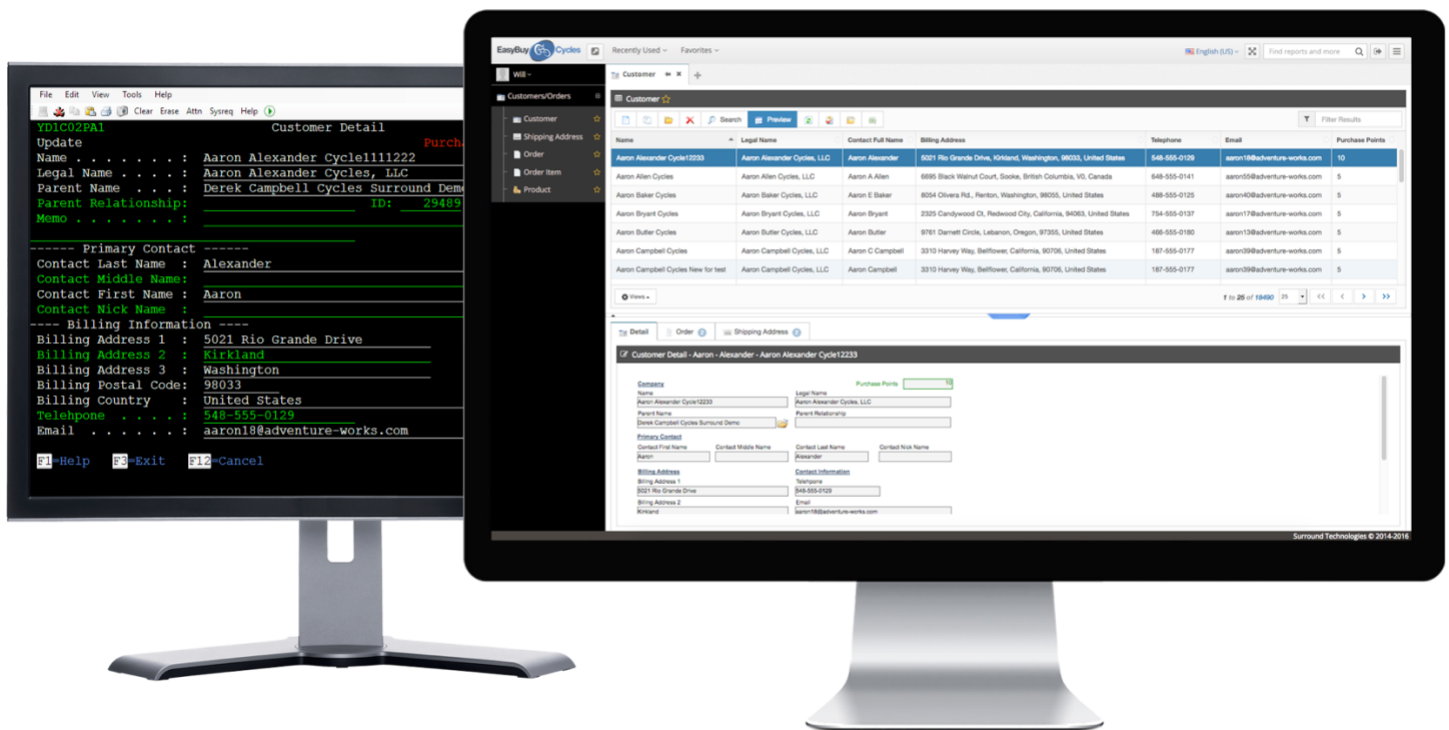 File Edit View Tools Help
Clear Erase Attn Sysreq Help
YD1C02PA1 Customer Detail
Update Purch
Name . . . . . . . : Aaron Alexander Cycle1111222
Legal Name . . . . : Aaron Alexander Cycles, LLC
Parent Name . . . : Derek Campbell Cycles Surround Dem
Parent Relationship: ID: 29489
Memo . . . . . . . :
------ Primary Contact ------
Contact Last Name : Alexander
Contact Middle Name:
Contact First Name : Aaron
Contact Nick Name :
---- Billing Information ----
Billing Address 1 : 5021 Rio Grande Drive
Billing Address 2 : Kirkland
Billing Address 3 : Washington
Billing Postal Code: 98033
Billing Country : United States
Telehpone . . . . : 548-555-0129
Email . . . . . . : aaron18@adventure-works.com
F1=Help F3=Exit F12=Cancel
EasyBuy Cycles Recently Used Favorites English (US) Find reports and more
Will Customer
Customers/Orders
Customer
Shipping Address
Order
Order Item
Product
Customer
Search Preview Filter Results
Name Legal Name Contact Full Name Billing Address Telephone Email Purchase Points
Aaron Alexander Cycle12233 Aaron Alexander Cycles, LLC Aaron Alexander 5021 Rio Grande Drive, Kirkland, Washington, 98033, United States 548-555-0129 aaron18@adventure-works.com 10
Aaron Allen Cycles Aaron Allen Cycles, LLC Aaron A Allen 6695 Black Walnut Court, Sooke, British Columbia, V0, Canada 648-555-0141 aaron55@adventure-works.com 5
Aaron Baker Cycles Aaron Baker Cycles, LLC Aaron E Baker 8054 Olivera Rd., Renton, Washington, 98055, United States 488-555-0125 aaron40@adventure-works.com 5
Aaron Bryant Cycles Aaron Bryant Cycles, LLC Aaron Bryant 2325 Candywood Ct, Redwood City, California, 94063, United States 754-555-0137 aaron17@adventure-works.com 5
Aaron Butler Cycles Aaron Butler Cycles, LLC Aaron Butler 9761 Darnett Circle, Lebanon, Oregon, 97355, United States 466-555-0180 aaron13@adventure-works.com 5
Aaron Campbell Cycles Aaron Campbell Cycles, LLC Aaron C Campbell 3310 Harvey Way, Bellflower, California, 90706, United States 187-555-0177 aaron39@adventure-works.com 5
Aaron Campbell Cycles New for test Aaron Campbell Cycles, LLC Aaron Campbell 3310 Harvey Way, Bellflower, California, 90706, United States 187-555-0177 aaron39@adventure-works.com 5
Views 1 to 25 of 18490 25
Detail Order Shipping Address
Customer Detail - Aaron - Alexander - Aaron Alexander Cycle12233
Company Purchase Points 10
Name Legal Name
Aaron Alexander Cycle12233 Aaron Alexander Cycles, LLC
Parent Name Parent Relationship
Derek Campbell Cycles Surround Demo
Primary Contact
Contact First Name Contact Middle Name Contact Last Name Contact Nick Name
Aaron Alexander
Billing Address Contact Information
Billing Address 1 Telehpone
5021 Rio Grande Drive 548-555-0129
Billing Address 2 Email
Kirkland aaron18@adventure-works.com
Surround Technologies © 2014-2016